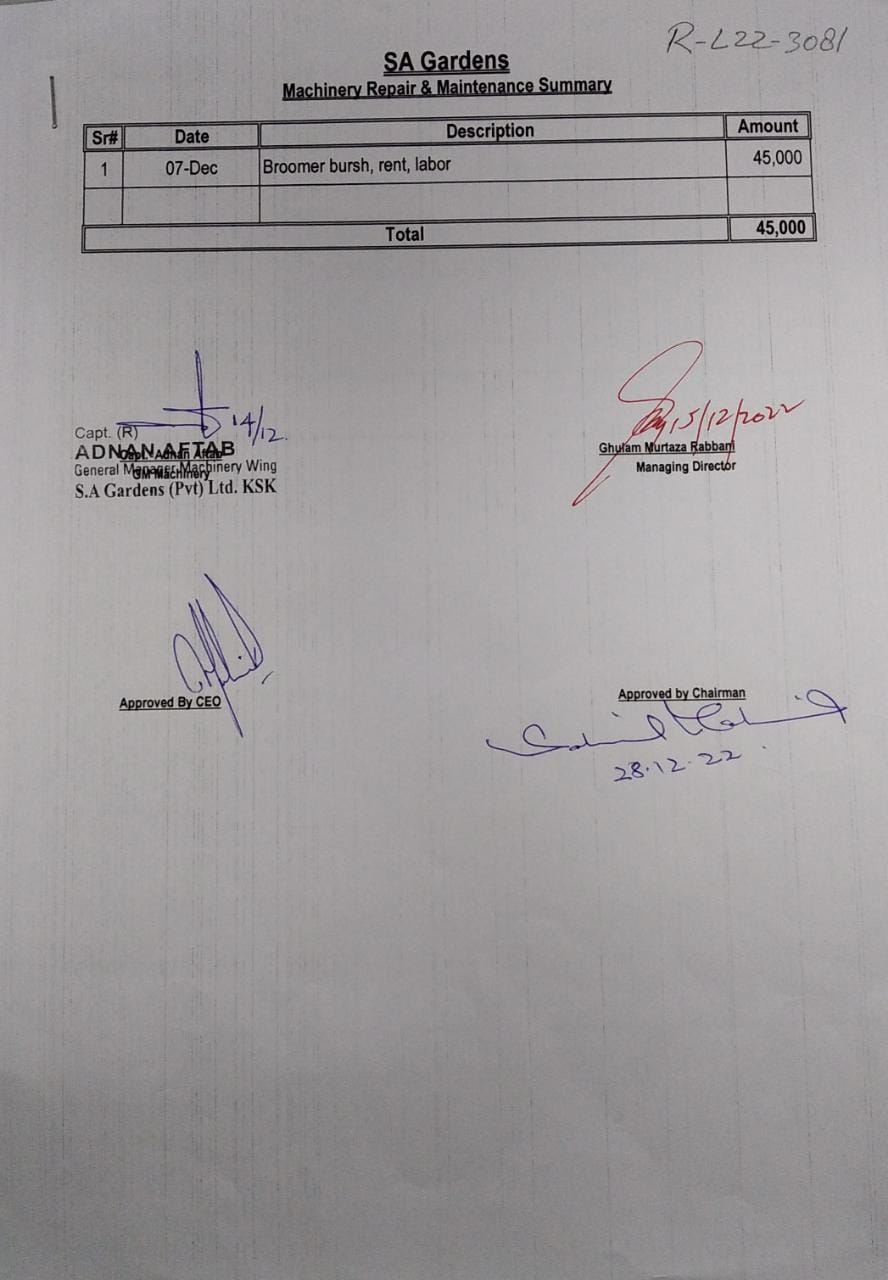 R-L22-3081
SA Gardens
Machinery Repair & Maintenance Summary
Sr# Date Description Amount
1 07-Dec Broomer bursh, rent, labor 45,000
Total 45,000
14/12.
15/12/2022
Capt. (R)
ADNAN AFTAB
Capt. Adnan Aftab
General Manager Machinery Wing
GM Machinery
S.A Gardens (Pvt) Ltd. KSK
Ghulam Murtaza Rabbani
Managing Director
Approved By CEO
Approved by Chairman
28.12.22